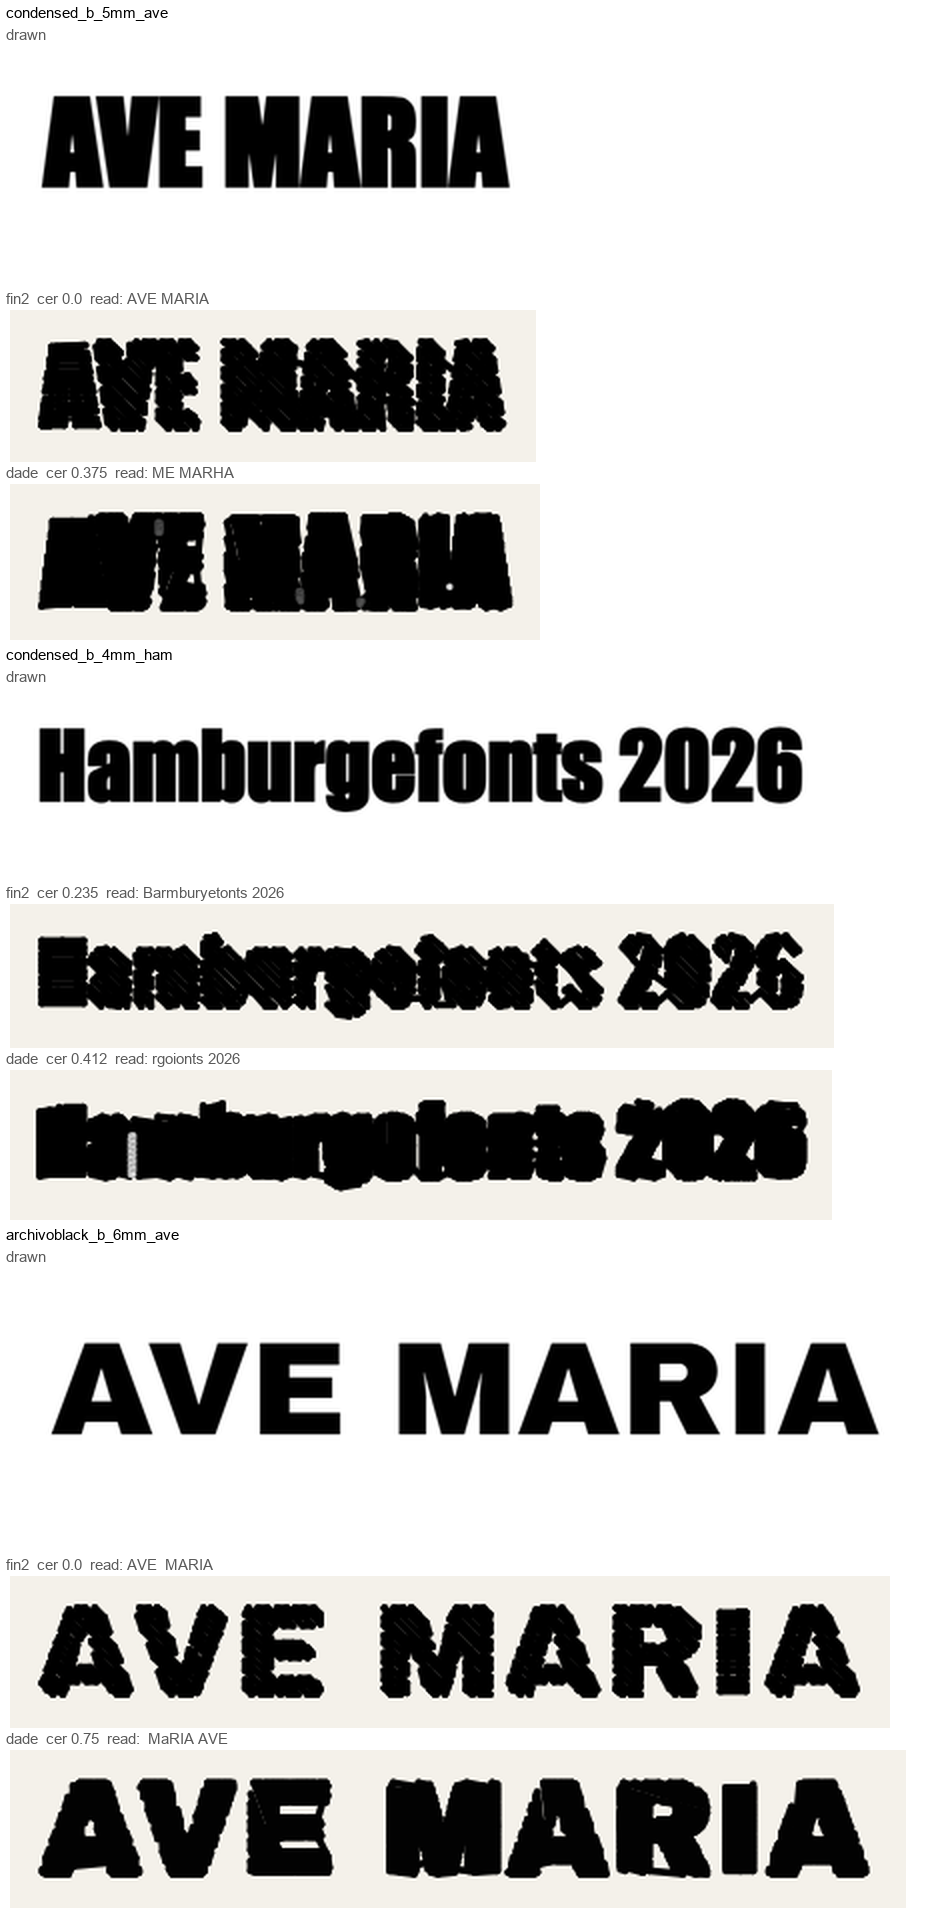 condensed_b_5mm_ave
drawn
AVE MARIA
fin2 cer 0.0 read: AVE MARIA
AVE MARIA
dade cer 0.375 read: ME MARHA
AVE MARIA
condensed_b_4mm_ham
drawn
Hamburgefonts 2026
fin2 cer 0.235 read: Barmburyetonts 2026
Hamburgefonts 2026
dade cer 0.412 read: rgoionts 2026
Hamburgefonts 2026
archivoblack_b_6mm_ave
drawn
AVE MARIA
fin2 cer 0.0 read: AVE MARIA
AVE MARIA
dade cer 0.75 read: MaRIA AVE
AVE MARIA